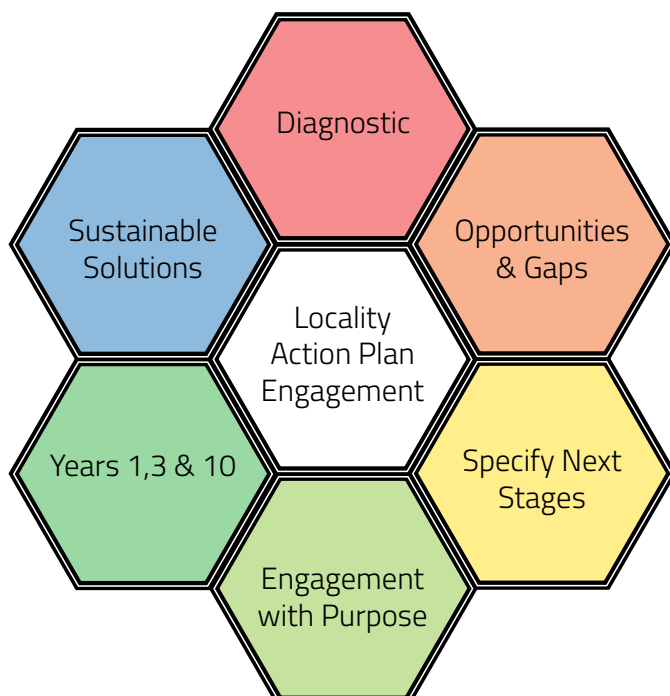 Diagnostic
Sustainable
Solutions
Opportunities
& Gaps
Locality
Action Plan
Engagement
Years 1,3 & 10
Specify Next
Stages
Engagement
with Purpose